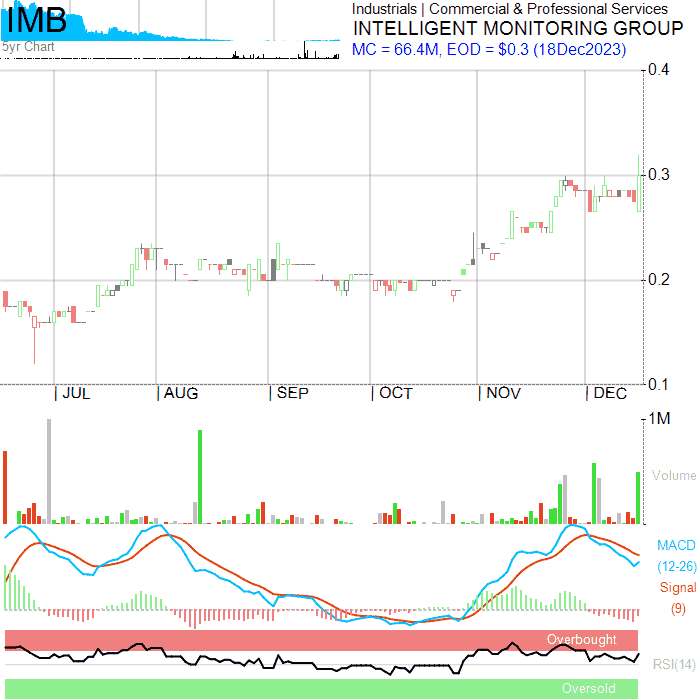 IMB
5yr Chart
Industrials | Commercial & Professional Services
INTELLIGENT MONITORING GROUP
MC = 66.4M, EOD = $0.3 (18Dec2023)
0.4
0.3
0.2
0.1
| JUL | AUG | SEP | OCT | NOV | DEC
1M
Volume
MACD
(12-26)
Signal
(9)
Overbought
RSI(14)
Oversold